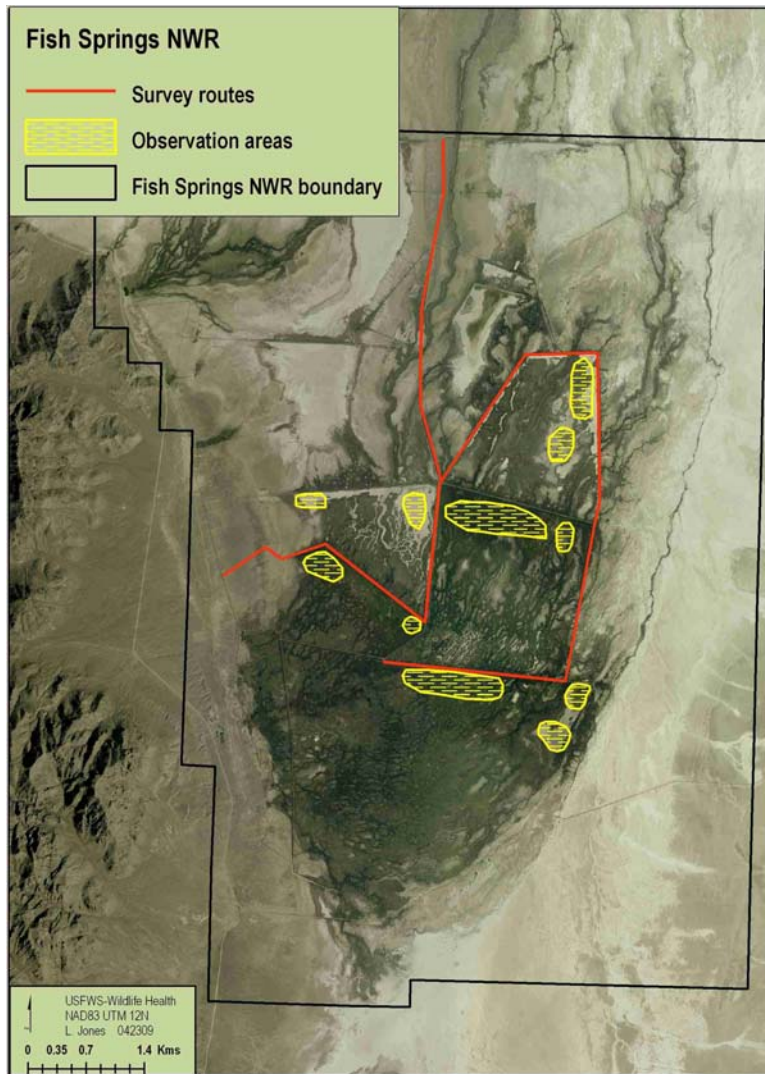 Fish Springs NWR
Survey routes
Observation areas
Fish Springs NWR boundary
USFWS-Wildlife Health
NAD83 UTM 12N
L. Jones 042309
0 0.35 0.7 1.4 Kms